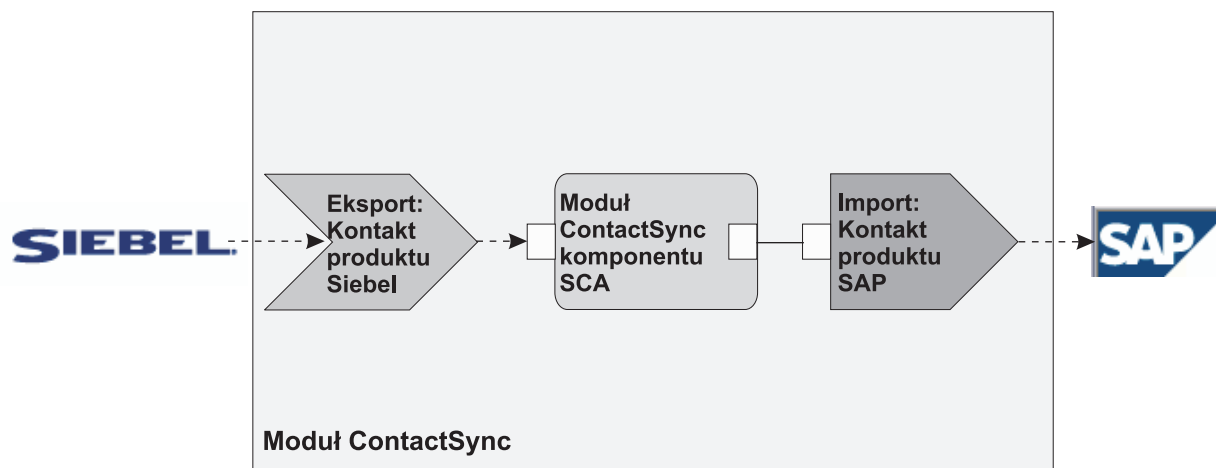 Eksport:
Kontakt
produktu
Siebel
Moduł
ContactSync
komponentu
SCA
Import:
Kontakt
produktu
SAP
SIEBEL.
SAP
Moduł ContactSync